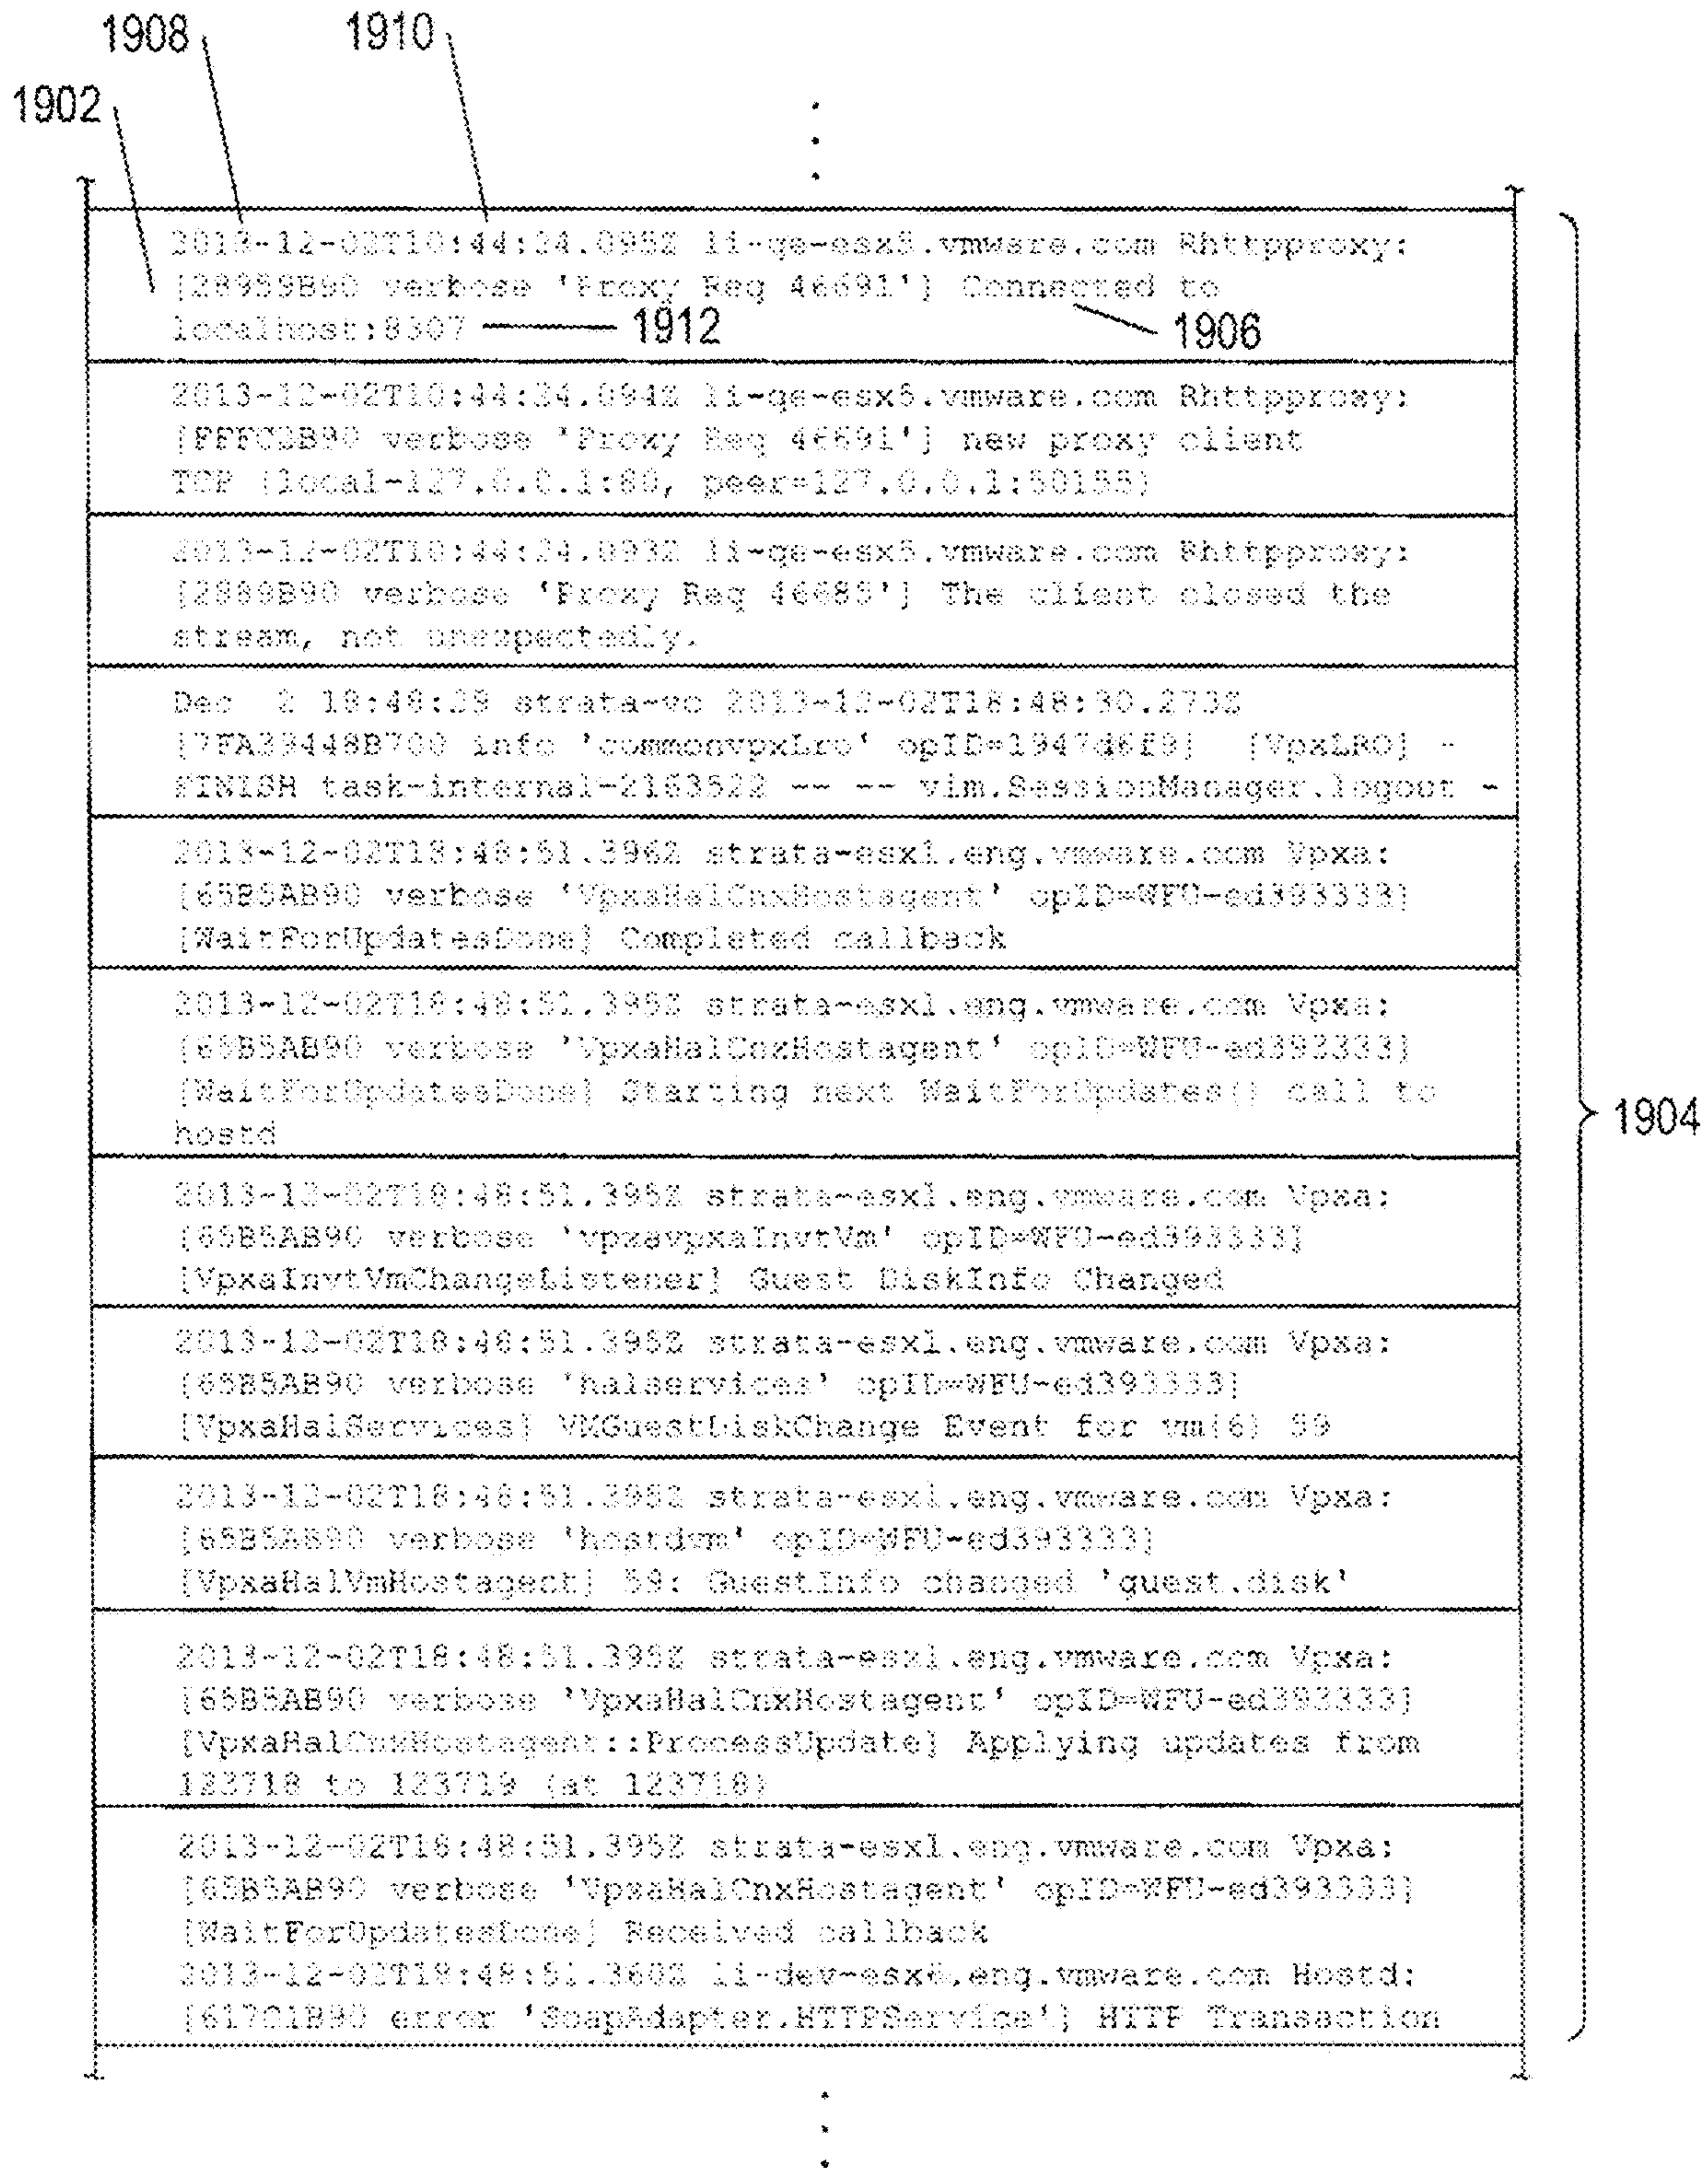 1908 1910
1902
2013-12-02T10:44:24.095Z li-qe-esx5.vmware.com Rhttpproxy:
[28959B90 verbose 'Proxy Req 46691'] Connected to
localhost:8307 1912 1906
2013-12-02T10:44:24.094Z li-qe-esx5.vmware.com Rhttpproxy:
[FFFC2B90 verbose 'Proxy Req 46691'] new proxy client
TCP (local=127.0.0.1:80, peer=127.0.0.1:50155)
2013-12-02T10:44:24.093Z li-qe-esx5.vmware.com Rhttpproxy:
verbose 'Proxy Req 46685'] The client closed the
stream, not unexpectedly.
Dec 2 18:48:29 strata-vc 2013-12-02T18:48:30.273Z
[7FA39448B700 info 'commonvpxLro' opID=1947d6f9] [VpxLRO] -
FINISH task-internal-2163522 -- -- vim.SessionManager.logout -
2013-12-02T18:48:51.396Z strata-esx1.eng.vmware.com Vpxa:
[65B5AB90 verbose 'VpxaHalCnxHostagent' opID=WFU-ed393333]
[WaitForUpdatesDone] Completed callback
2013-12-02T18:48:51.395Z strata-esx1.eng.vmware.com Vpxa:
[65B5AB90 verbose 'VpxaHalCnxHostagent' opID=WFU-ed393333]
[WaitForUpdatesDone] Starting next WaitForUpdates() call to
hostd
1904
2013-12-02T18:48:51.395Z strata-esx1.eng.vmware.com Vpxa:
[65B5AB90 verbose 'vpxavpxaInvtVm' opID=WFU-ed393333]
[VpxaInvtVmChangeListener] Guest DiskInfo Changed
2013-12-02T18:48:51.395Z strata-esx1.eng.vmware.com Vpxa:
[65B5AB90 verbose 'halservices' opID=WFU-ed393333]
[VpxaHalServices] VMGuestDiskChange Event for vm(6) 59
2013-12-02T18:48:51.395Z strata-esx1.eng.vmware.com Vpxa:
[65B5AB90 verbose 'hostdvm' opID=WFU-ed393333]
[VpxaHalVmHostagent] 59: GuestInfo changed 'guest.disk'
2013-12-02T18:48:51.395Z strata-esx1.eng.vmware.com Vpxa:
[65B5AB90 verbose 'VpxaHalCnxHostagent' opID=WFU-ed393333]
[VpxaHalCnxHostagent::ProcessUpdate] Applying updates from
123718 to 123719 (at 123718)
2013-12-02T18:48:51.395Z strata-esx1.eng.vmware.com Vpxa:
[65B5AB90 verbose 'VpxaHalCnxHostagent' opID=WFU-ed393333]
[WaitForUpdatesDone] Received callback
2013-12-02T18:48:51.360Z li-dev-esx6.eng.vmware.com Hostd:
[617C1B90 error 'SoapAdapter.HTTPService'] HTTP Transaction